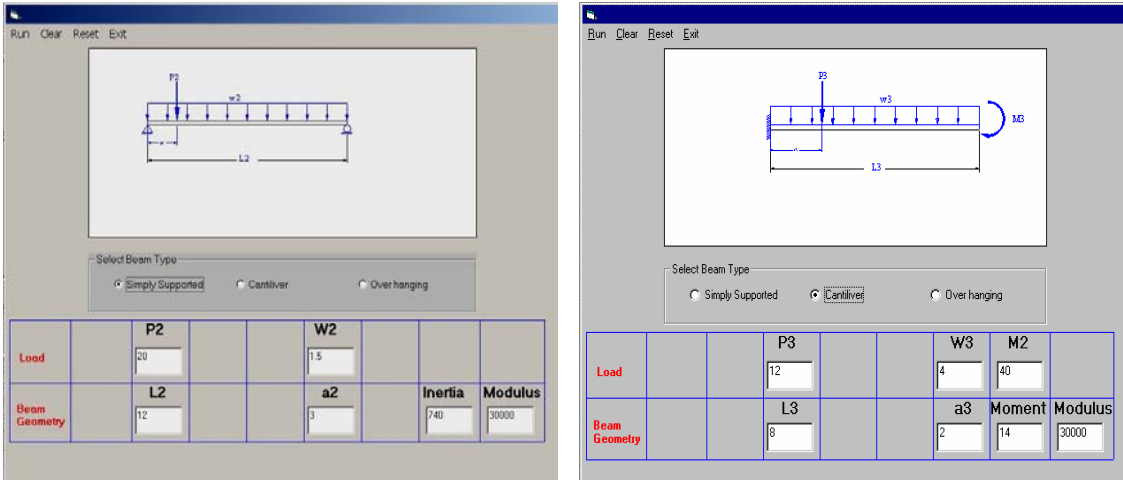 Run Clear Reset Exit
P2
w2
L2
Select Beam Type
Simply Supported Cantiliver Over hanging
P2 W2
Load 20 1.5
L2 a2 Inertia Modulus
Beam Geometry 12 3 740 30000
Run Clear Reset Exit
P3
w3
M3
L3
Select Beam Type
Simply Supported Cantiliver Over hanging
P3 W3 M2
Load 12 4 40
L3 a3 Moment Modulus
Beam Geometry 8 2 14 30000